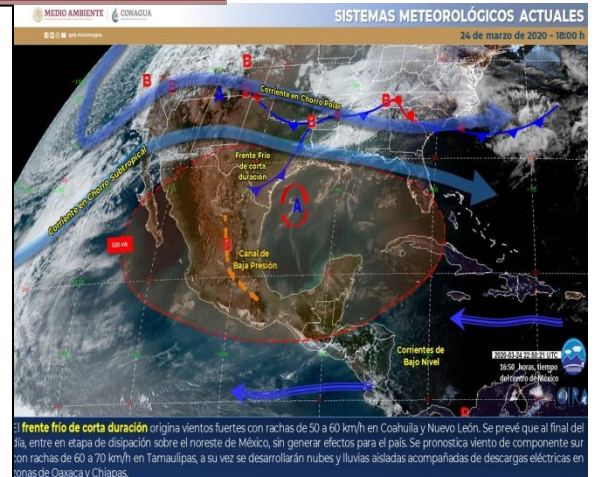 MEDIO AMBIENTE
CONAGUA
SISTEMAS METEOROLÓGICOS ACTUALES
24 de marzo de 2020 – 18:00 h
B
B
B
A
B
B
Corriente en Chorro Polar
B
Corriente en Chorro Subtropical
Frente Frío
de corta
duración
A
500 mb
B
Canal de
Baja Presión
Corrientes de
Bajo Nivel
2020-03-24 22:50:21 UTC
16:50 horas, tiempo
del centro de México
B
El frente frío de corta duración origina vientos fuertes con rachas de 50 a 60 km/h en Coahuila y Nuevo León. Se prevé que al final del
día, entre en etapa de disipación sobre el noreste de México, sin generar efectos para el país. Se pronostica viento de componente sur
con rachas de 60 a 70 km/h en Tamaulipas, a su vez se desarrollarán nubes y lluvias aisladas acompañadas de descargas eléctricas en
zonas de Oaxaca y Chiapas.